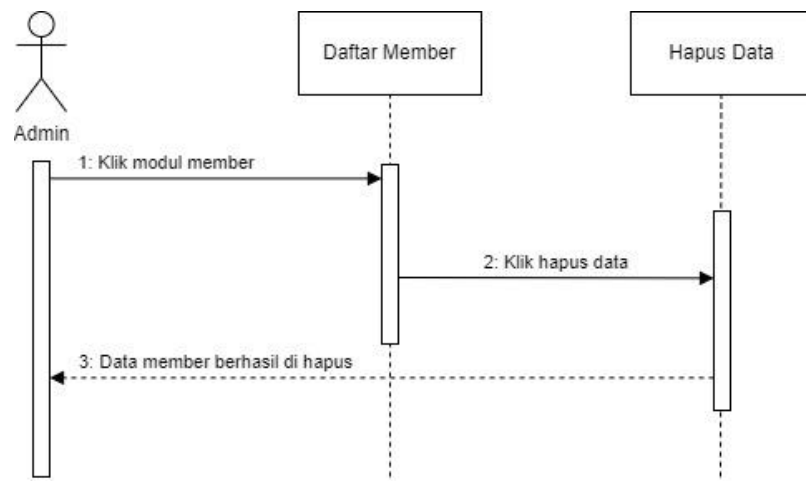 Daftar Member
Hapus Data
Admin
1: Klik modul member
2: Klik hapus data
3: Data member berhasil di hapus